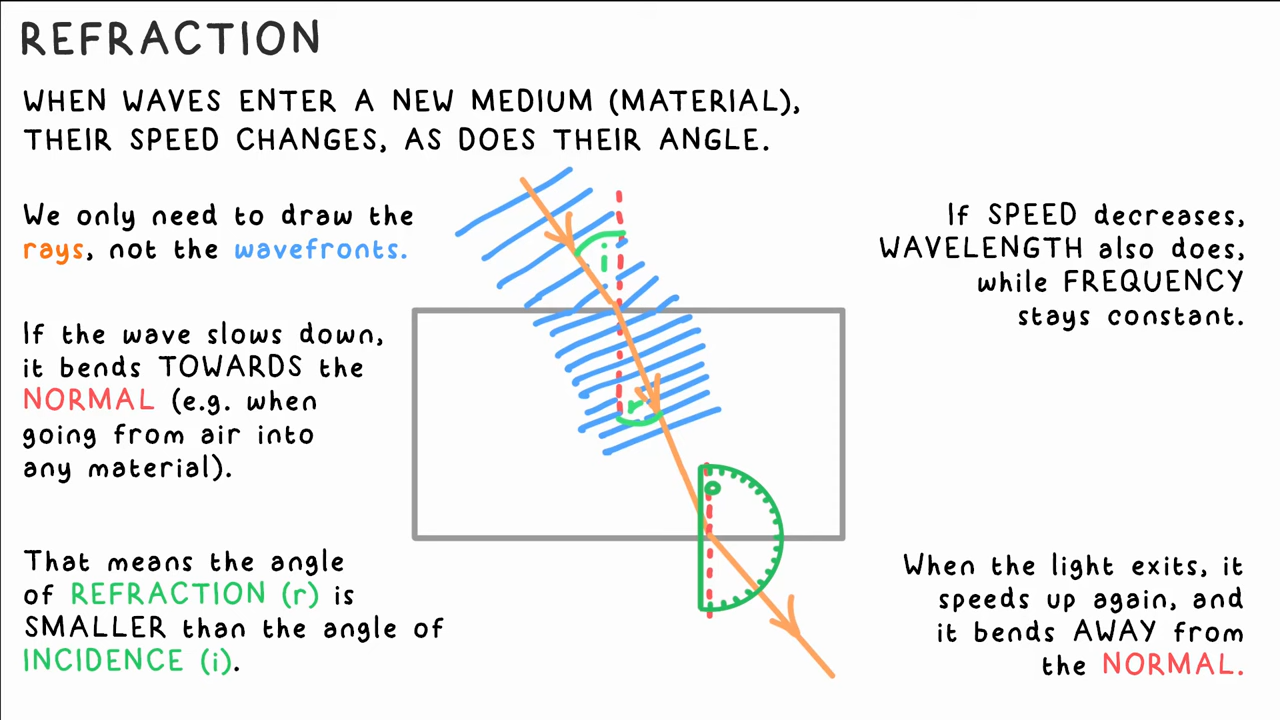 REFRACTION
WHEN WAVES ENTER A NEW MEDIUM (MATERIAL),
THEIR SPEED CHANGES, AS DOES THEIR ANGLE.
We only need to draw the
rays, not the wavefronts.
If the wave slows down,
it bends TOWARDS the
NORMAL (e.g. when
going from air into
any material).
That means the angle
of REFRACTION (r) is
SMALLER than the angle of
INCIDENCE (i).
i
r
0
If SPEED decreases,
WAVELENGTH also does,
while FREQUENCY
stays constant.
When the light exits, it
speeds up again, and
it bends AWAY from
the NORMAL.